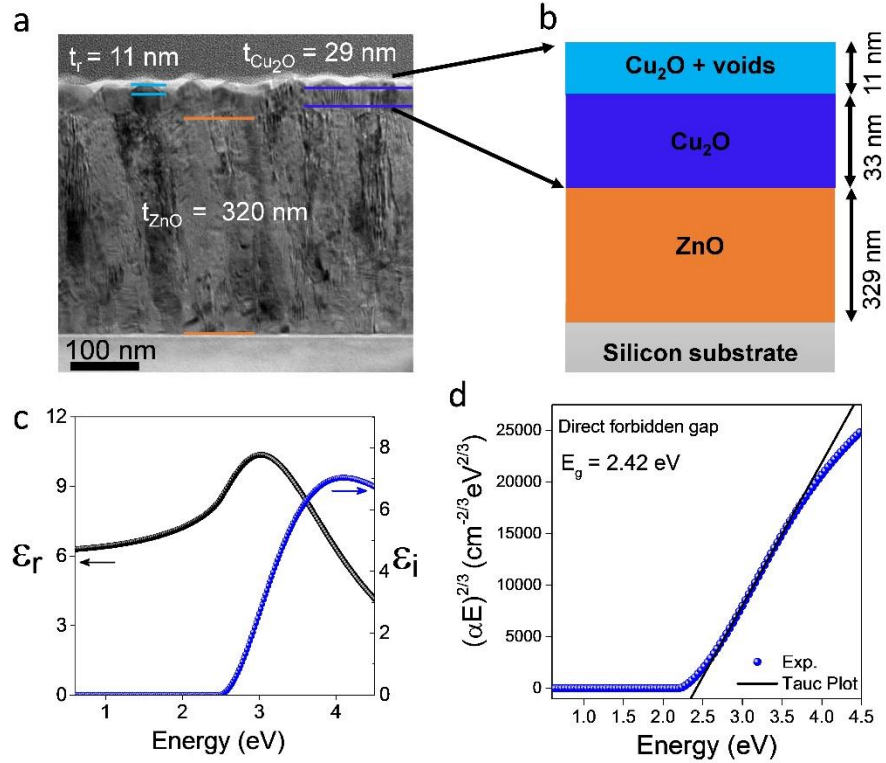 a
t_r = 11 nm
t_Cu₂O = 29 nm
t_ZnO = 320 nm
100 nm
b
Cu₂O + voids
11 nm
Cu₂O
33 nm
ZnO
329 nm
Silicon substrate
c
12
9
6
3
0
8
6
4
2
0
2
3
4
1
ε_r
ε_i
Energy (eV)
d
Direct forbidden gap
E_g = 2.42 eV
25000
20000
15000
10000
5000
0
(αE)^2/3 (cm^-2/3 eV^2/3)
Exp.
Tauc Plot
1.0 1.5 2.0 2.5 3.0 3.5 4.0 4.5
Energy (eV)